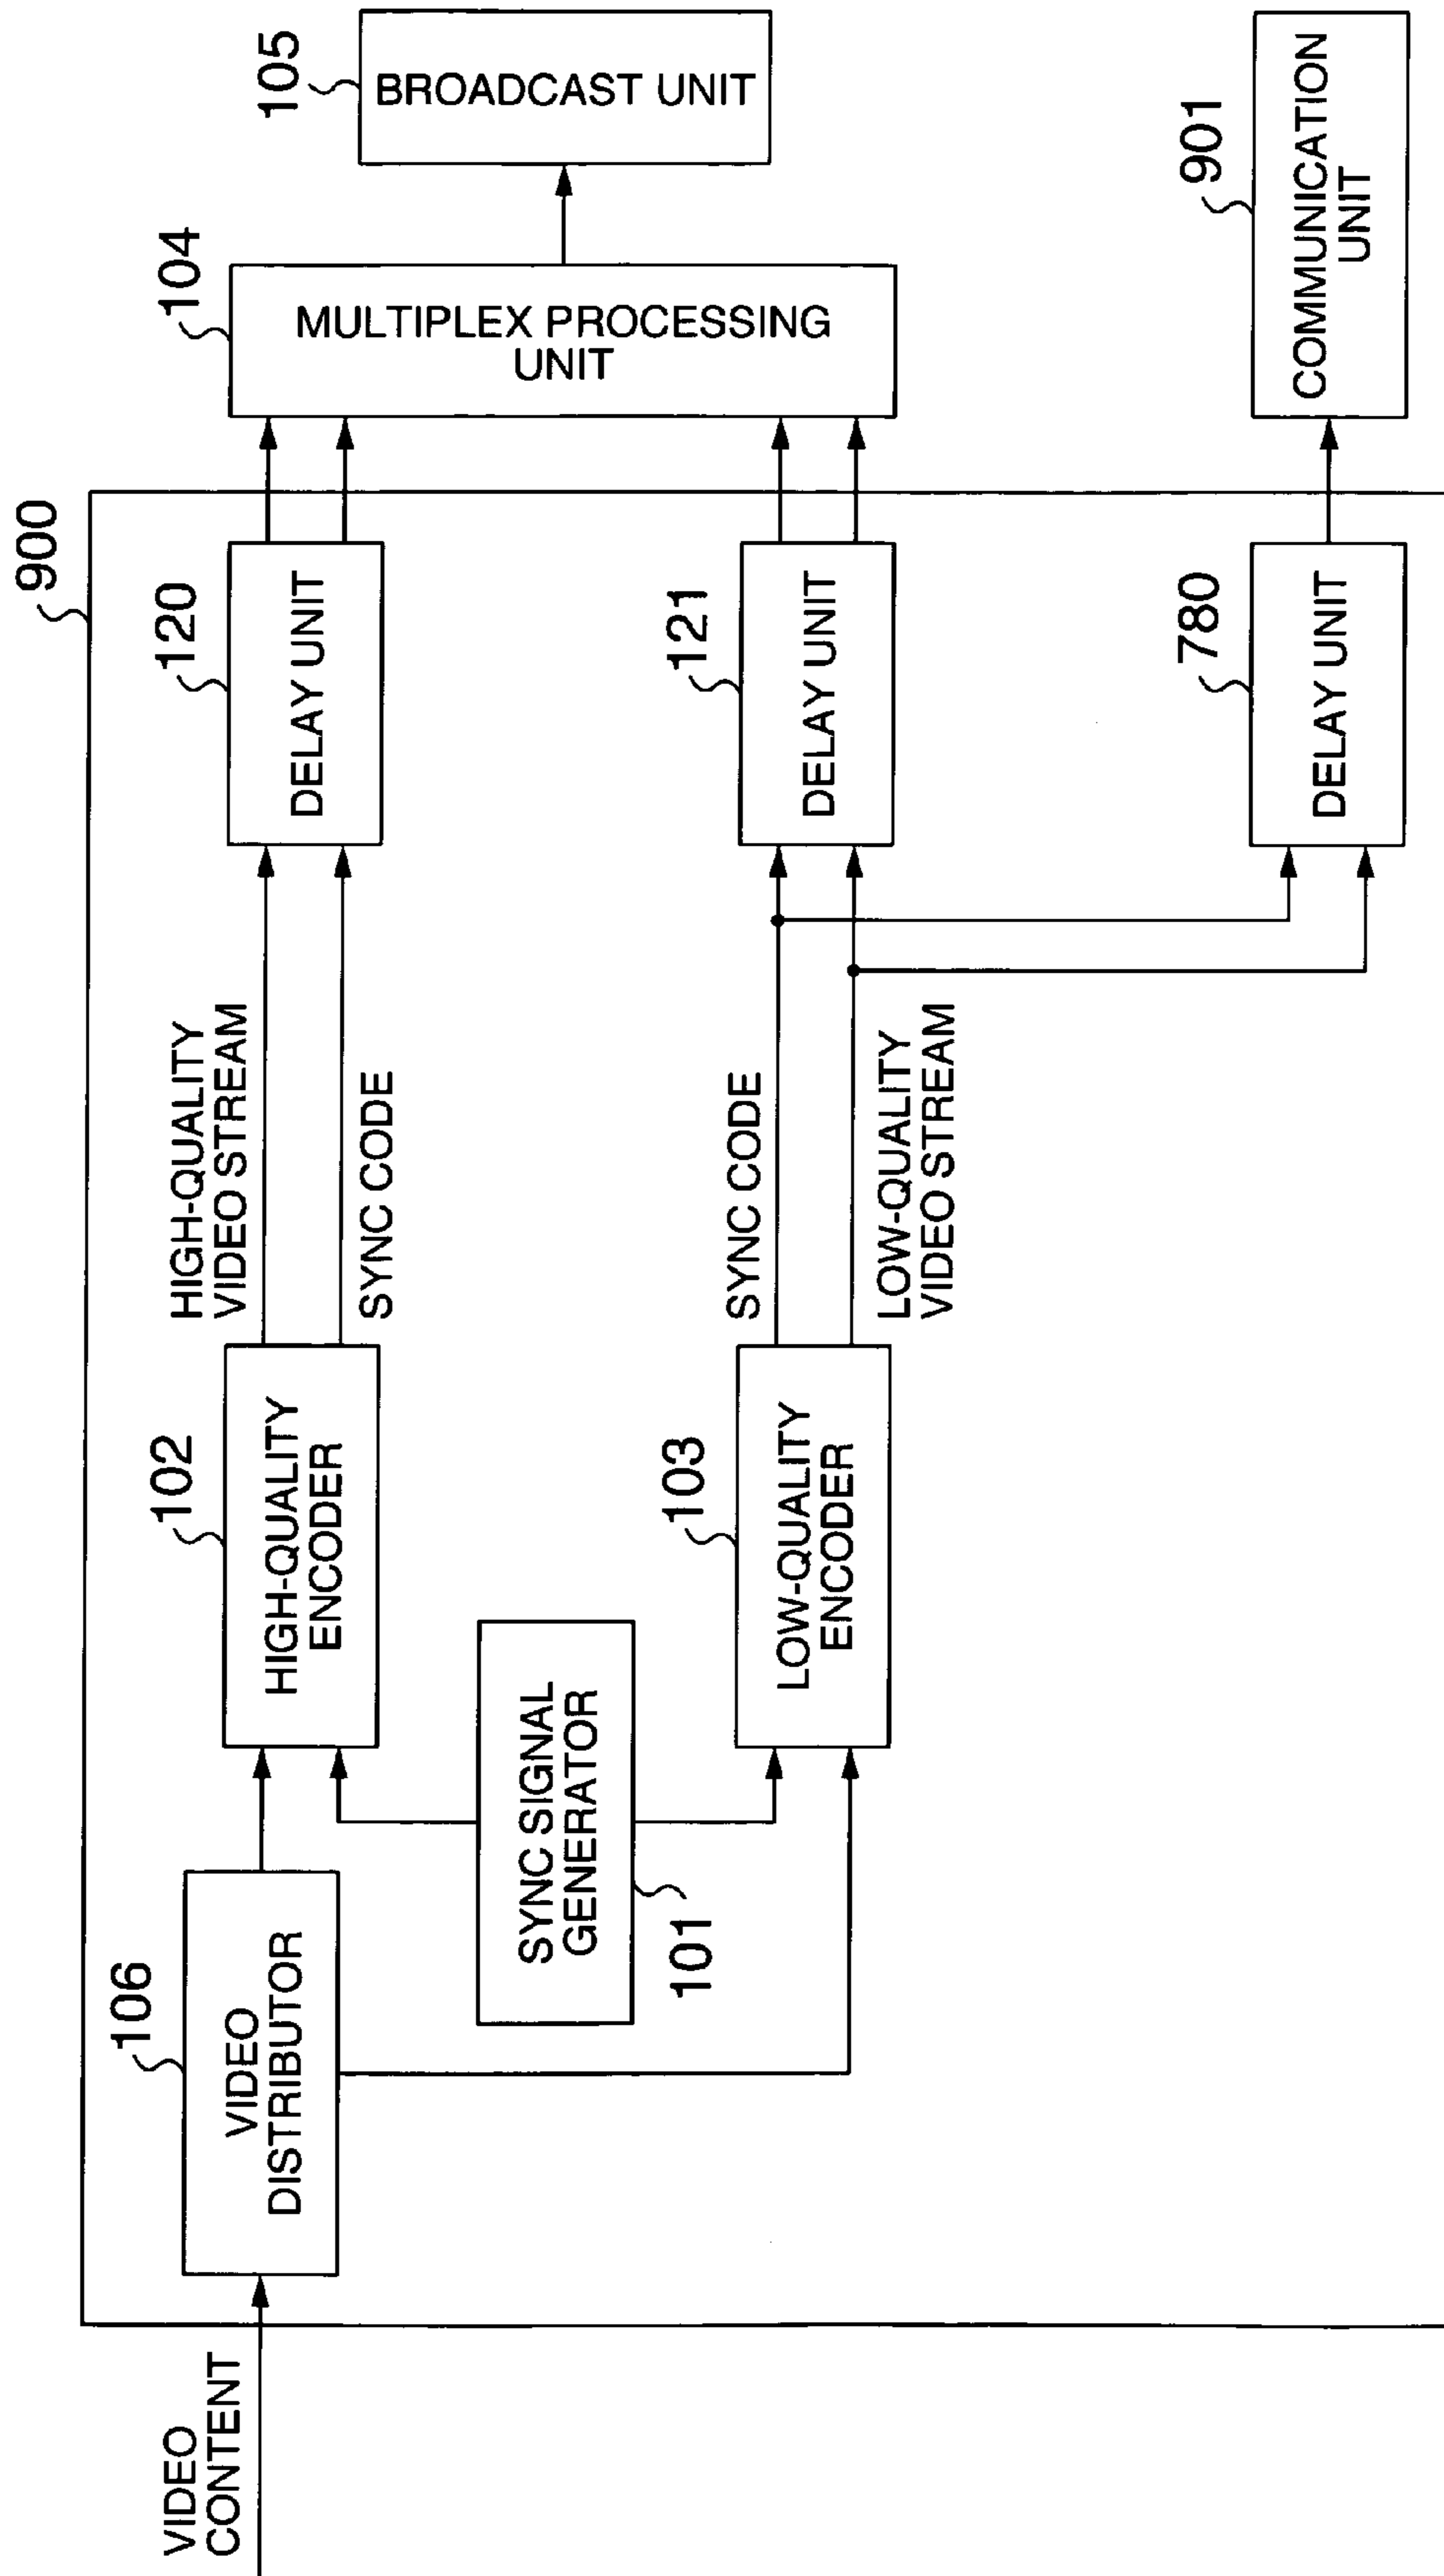 VIDEO
CONTENT
900
106
VIDEO
DISTRIBUTOR
SYNC SIGNAL
GENERATOR
101
102
HIGH-QUALITY
ENCODER
103
LOW-QUALITY
ENCODER
HIGH-QUALITY
VIDEO STREAM
SYNC CODE
SYNC CODE
LOW-QUALITY
VIDEO STREAM
120
DELAY UNIT
121
DELAY UNIT
780
DELAY UNIT
104
MULTIPLEX PROCESSING
UNIT
105
BROADCAST UNIT
901
COMMUNICATION
UNIT